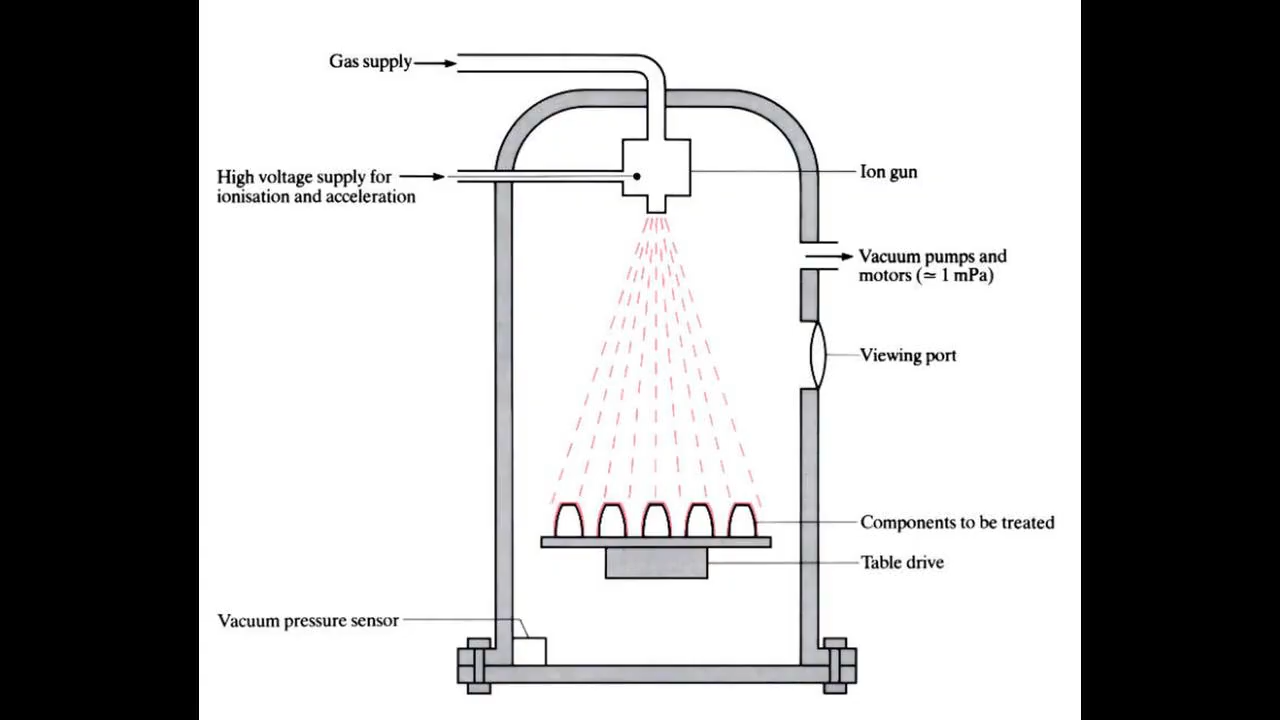 Gas supply
High voltage supply for
ionisation and acceleration
Ion gun
Vacuum pumps and
motors (≃ 1 mPa)
Viewing port
Components to be treated
Table drive
Vacuum pressure sensor